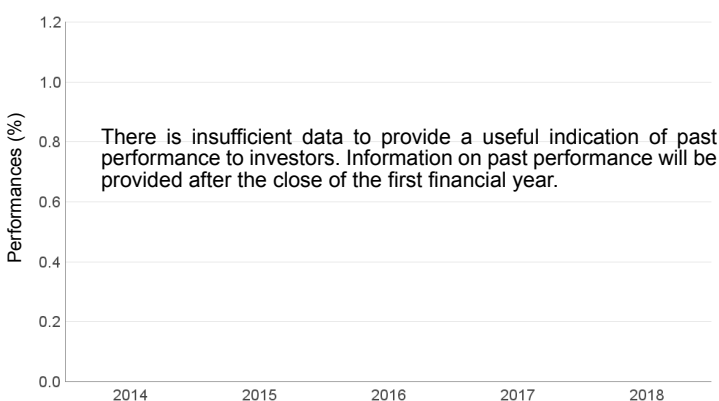 1.2
1.0
0.8
0.6
0.4
0.2
0.0
Performances (%)
There is insufficient data to provide a useful indication of past
performance to investors. Information on past performance will be
provided after the close of the first financial year.
2014 2015 2016 2017 2018